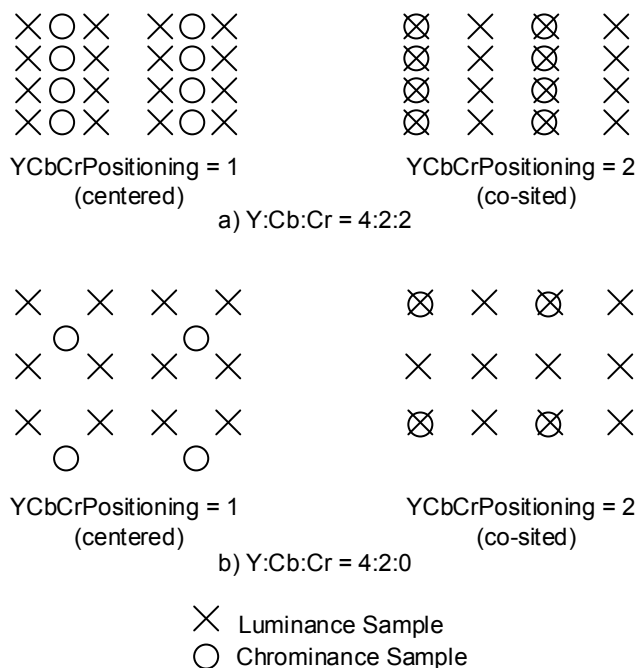 YCbCrPositioning = 1
(centered)
YCbCrPositioning = 2
(co-sited)
a) Y:Cb:Cr = 4:2:2
YCbCrPositioning = 1
(centered)
YCbCrPositioning = 2
(co-sited)
b) Y:Cb:Cr = 4:2:0
Luminance Sample
Chrominance Sample